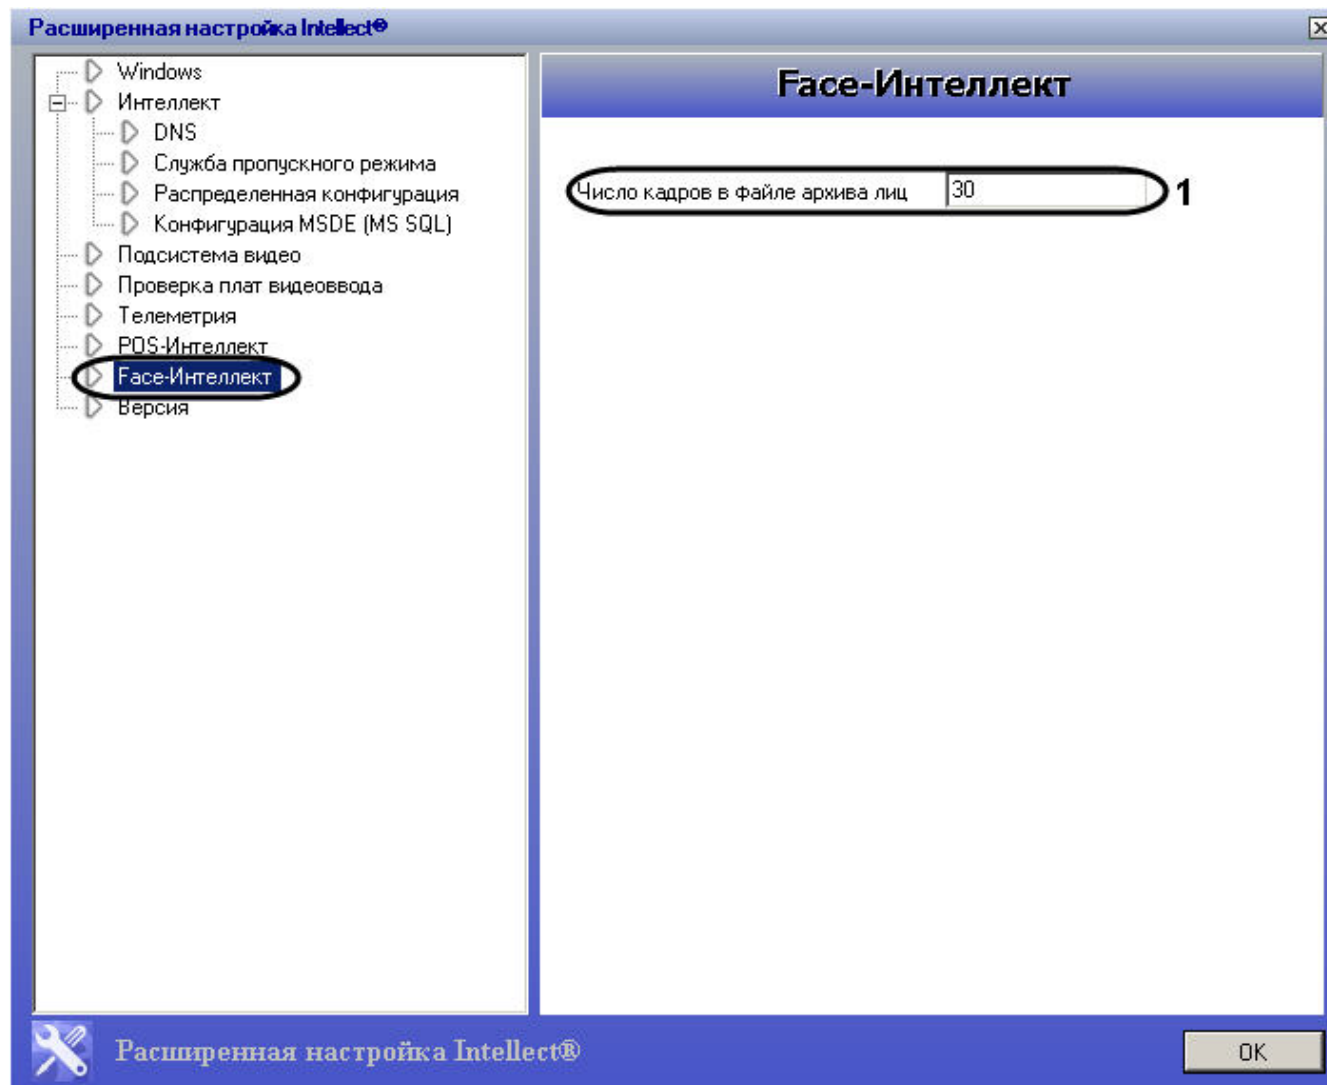 Расширенная настройка Intellect®
Windows
Интеллект
DNS
Служба пропускного режима
Распределенная конфигурация
Конфигурация MSDE (MS SQL)
Подсистема видео
Проверка плат видеоввода
Телеметрия
POS-Интеллект
Face-Интеллект
Версия
Face-Интеллект
Число кадров в файле архива лиц 30 1
Расширенная настройка Intellect®
OK